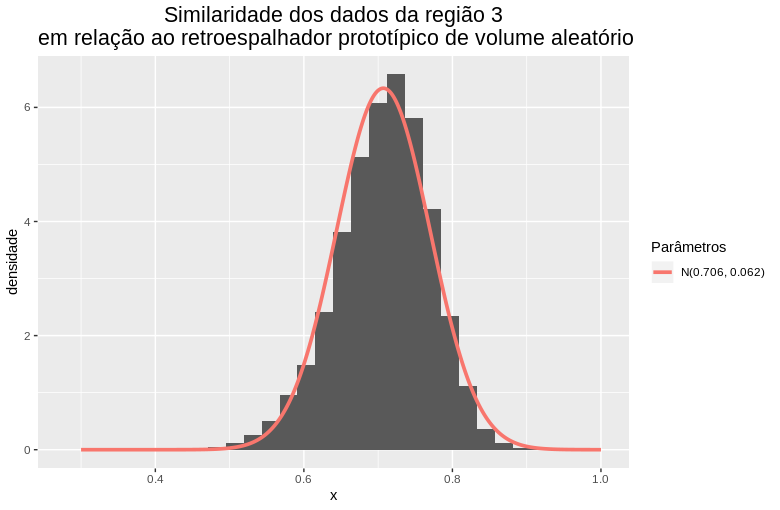 Similaridade dos dados da região 3
em relação ao retroespalhador prototípico de volume aleatório
6
4
2
0
densidade
0.4
0.6
0.8
1.0
x
Parâmetros
N(0.706, 0.062)